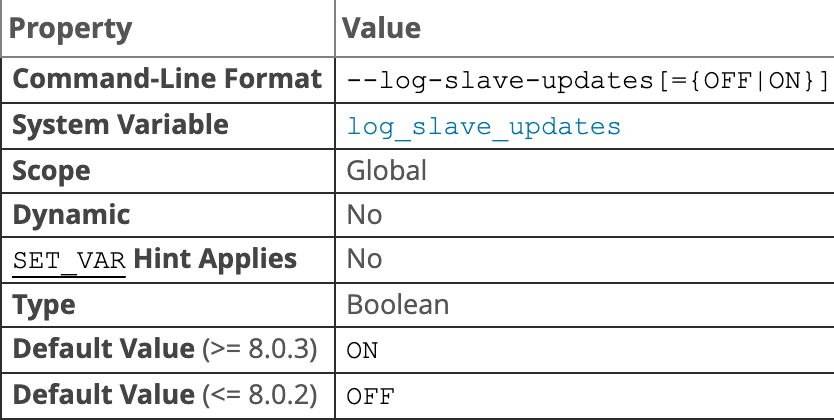 Property Value
Command-Line Format --log-slave-updates[={OFF|ON}]
System Variable log_slave_updates
Scope Global
Dynamic No
SET_VAR Hint Applies No
Type Boolean
Default Value (>= 8.0.3) ON
Default Value (<= 8.0.2) OFF